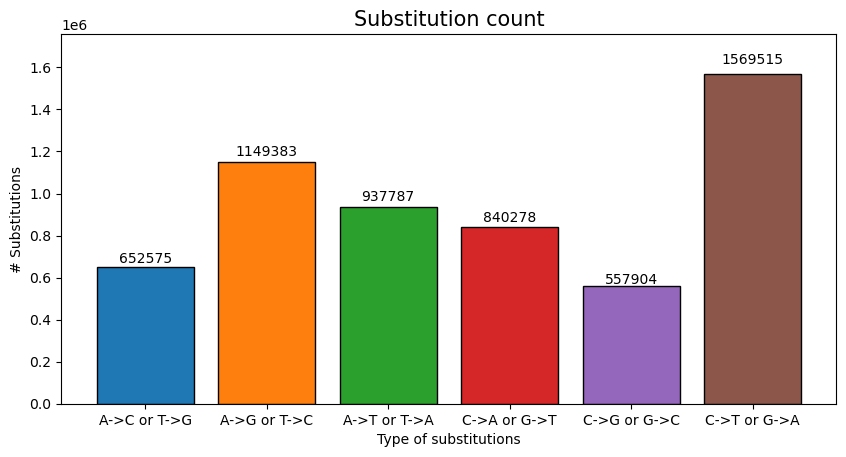 Substitution count
1e6
# Substitutions
1.6
1.4
1.2
1.0
0.8
0.6
0.4
0.2
0.0
652575
1149383
937787
840278
557904
1569515
A->C or T->G
A->G or T->C
A->T or T->A
C->A or G->T
C->G or G->C
C->T or G->A
Type of substitutions